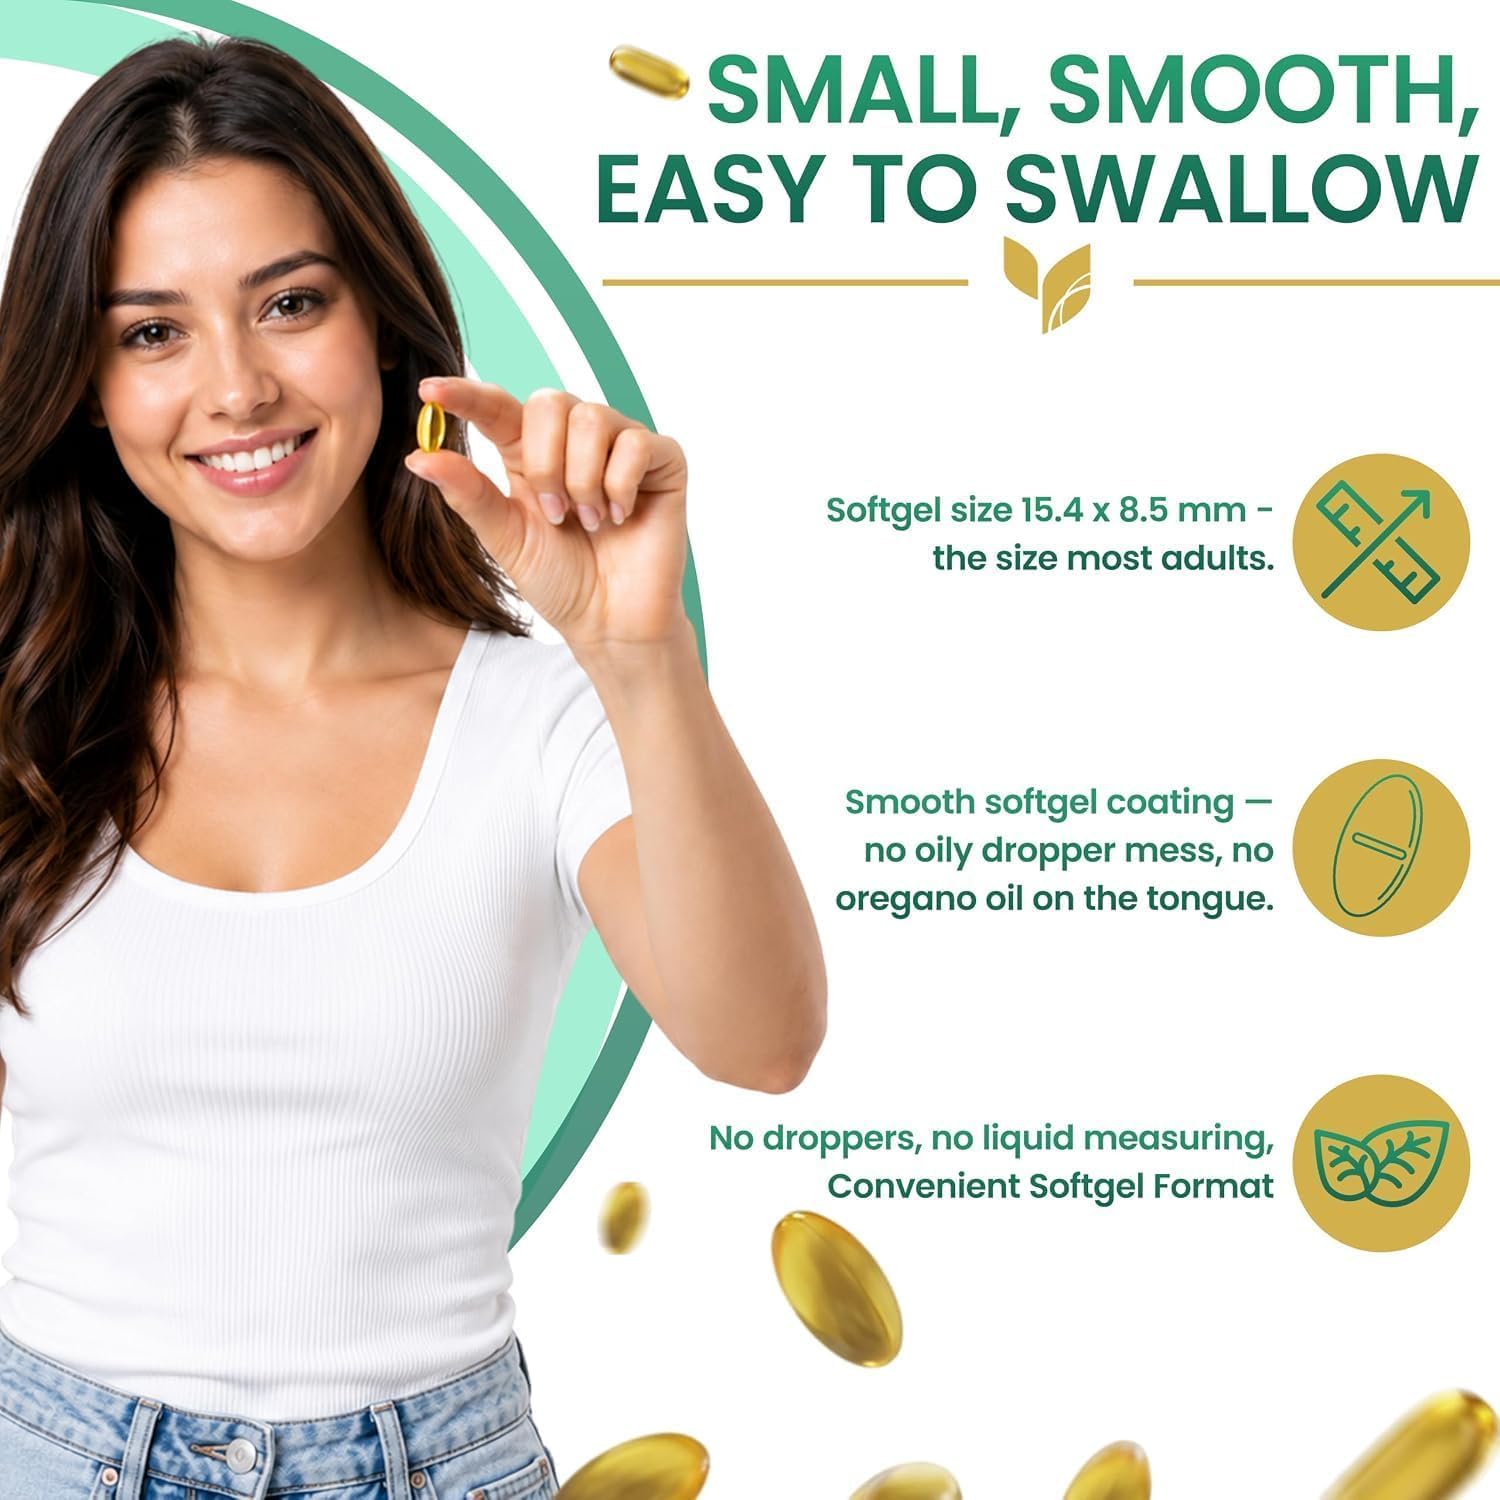 SMALL, SMOOTH,
EASY TO SWALLOW
Softgel size 15.4 x 8.5 mm -
the size most adults.
Smooth softgel coating —
no oily dropper mess, no
oregano oil on the tongue.
No droppers, no liquid measuring,
Convenient Softgel Format